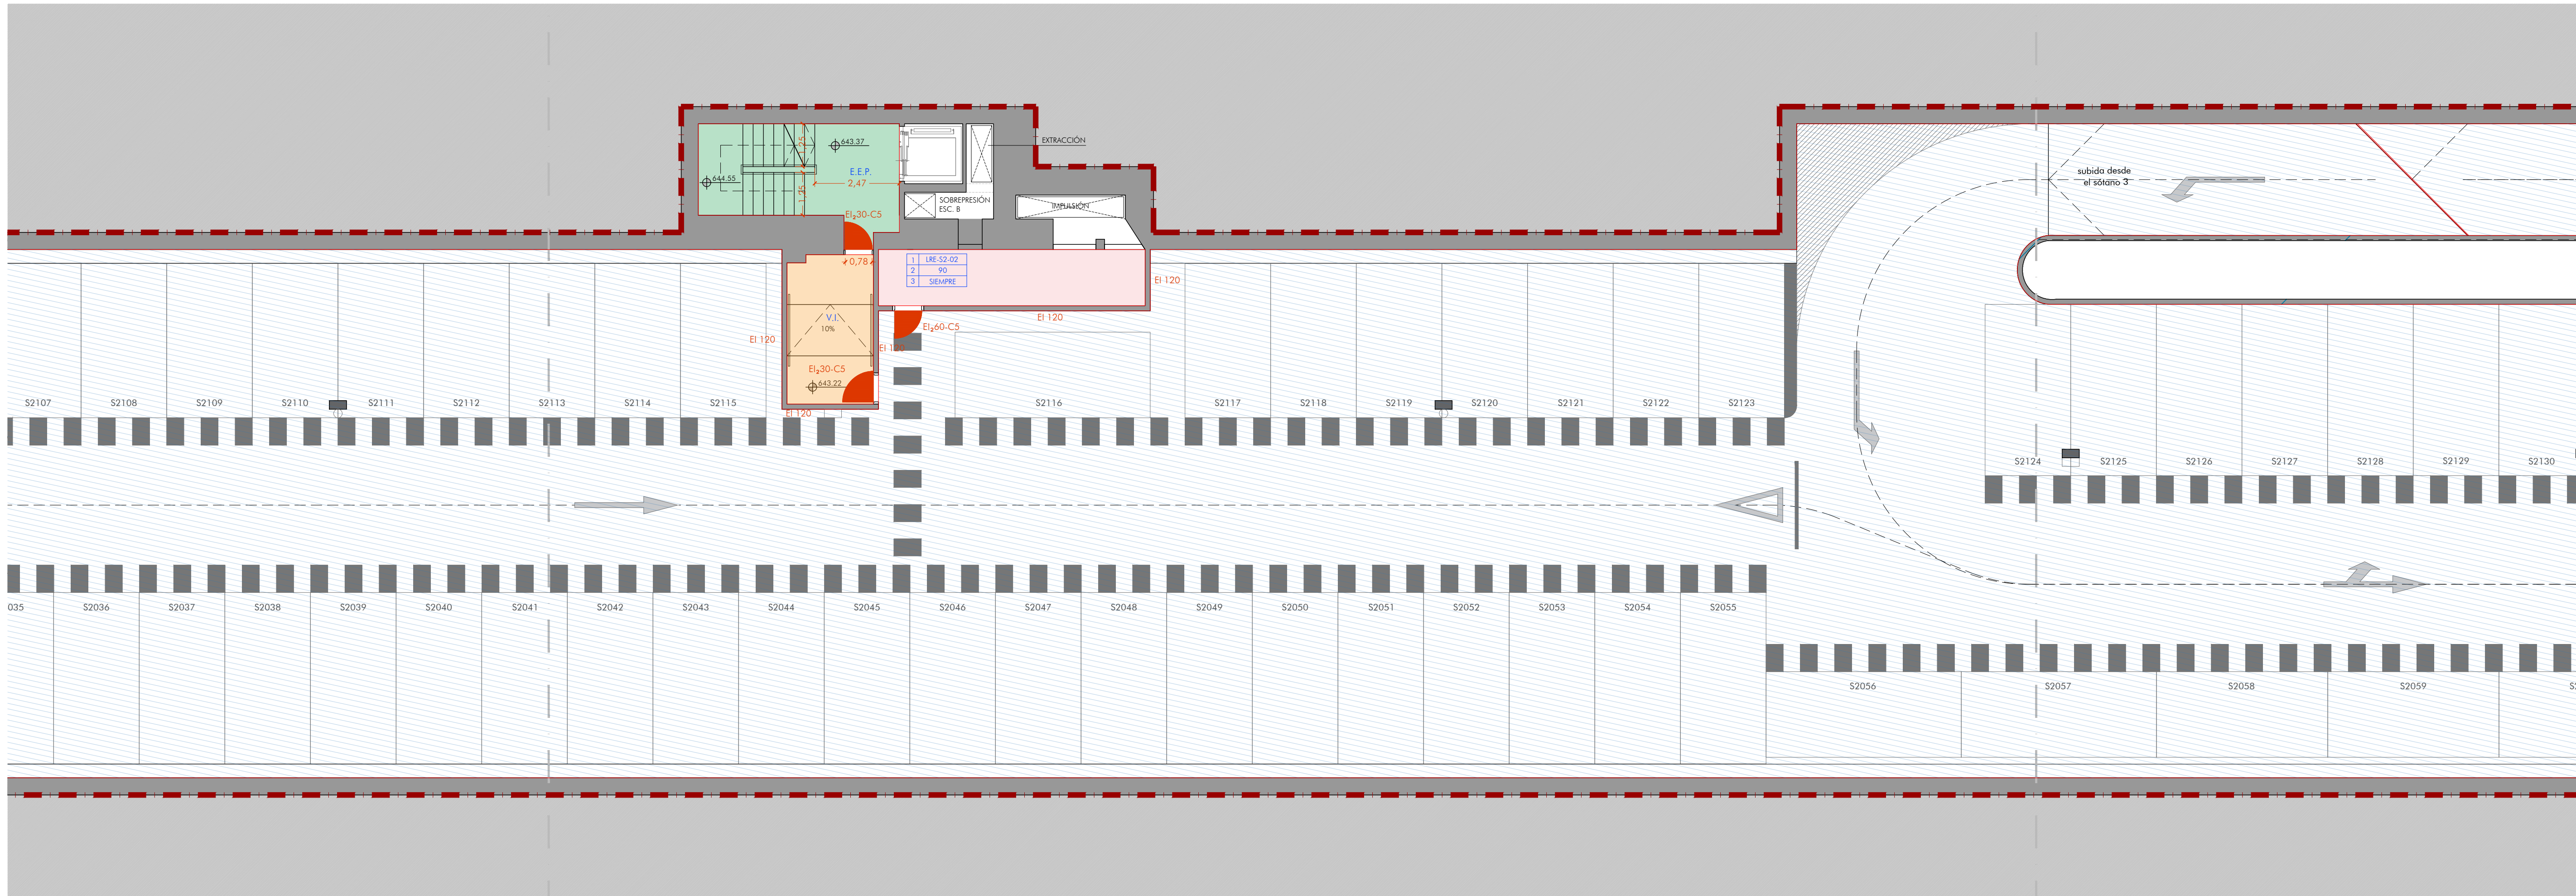 EXTRACCIÓN
643.37
1,25
E.E.P.
644.55
2,47
1,25
subida desde
el sótano 3
SOBREPRESIÓN
ESC. B
IMPULSIÓN
EI₂30-C5
0,78
1 LRE-S2-02
2 90
3 SIEMPRE
EI 120
V.I.
10%
EI 120
EI₂60-C5
EI 120
EI 120
EI₂30-C5
643.22
EI 120
S2107
S2108
S2109
S2110
S2111
S2112
S2113
S2114
S2115
S2116
S2117
S2118
S2119
S2120
S2121
S2122
S2123
S2124
S2125
S2126
S2127
S2128
S2129
S2130
035
S2036
S2037
S2038
S2039
S2040
S2041
S2042
S2043
S2044
S2045
S2046
S2047
S2048
S2049
S2050
S2051
S2052
S2053
S2054
S2055
S2056
S2057
S2058
S2059